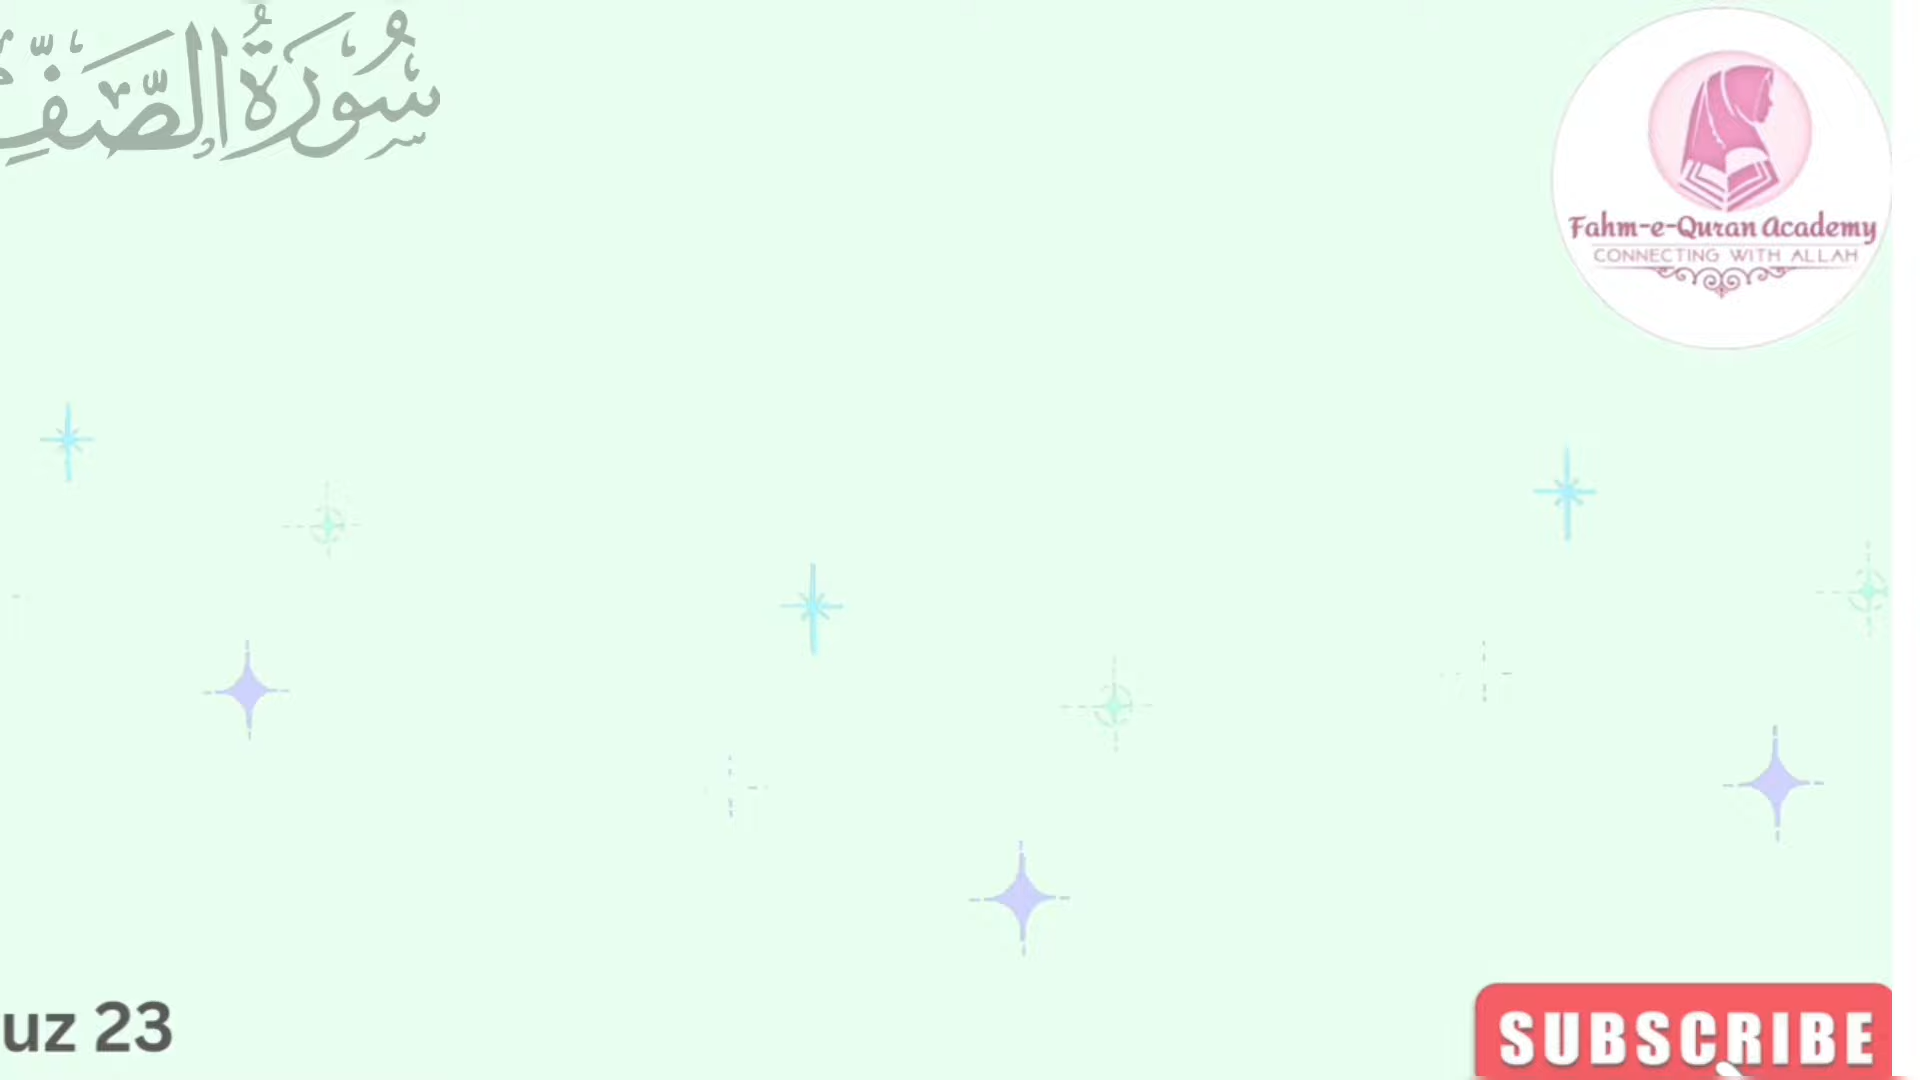 سُورَةُ الصَّفّ
Fahm-e-Quran Academy
CONNECTING WITH ALLAH
uz 23
SUBSCRIBE